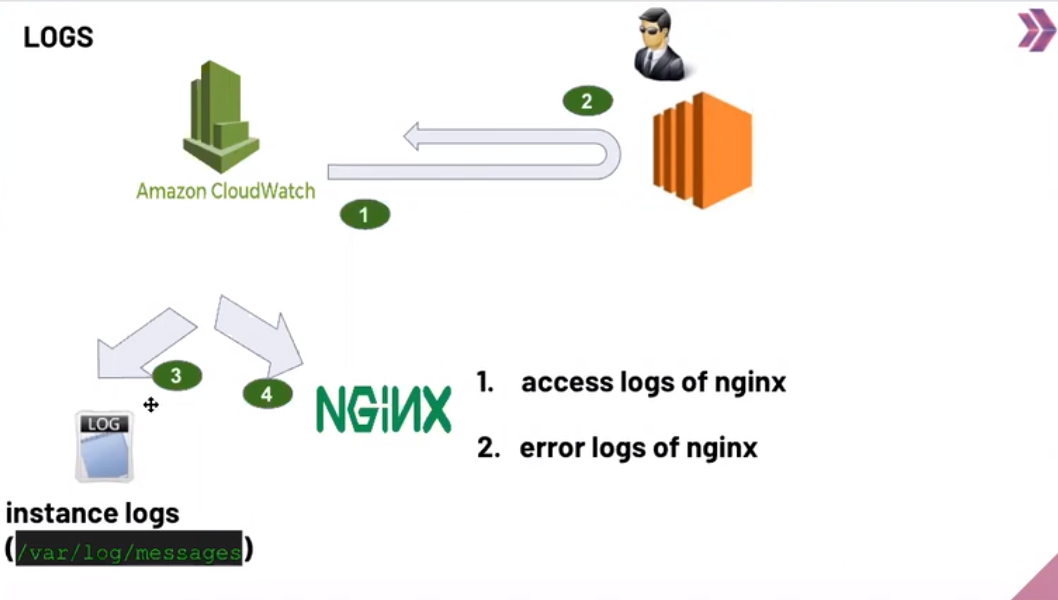 LOGS
2
Amazon CloudWatch
1
3
4
LOG
NGiNX
1. access logs of nginx
2. error logs of nginx
instance logs
(/var/log/messages)